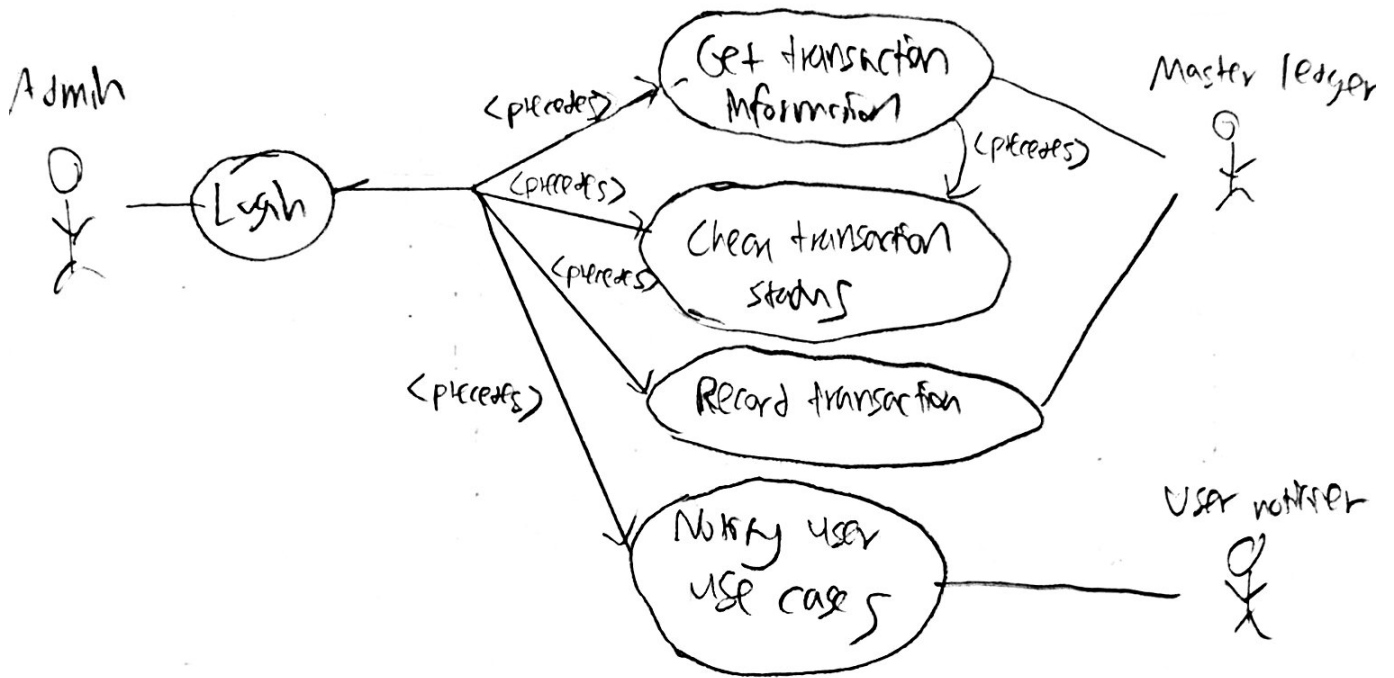 Admin
Login
<precedes>
Get transaction
information
Master ledger
<precedes>
<precedes>
Check transaction
status
<precedes>
Record transaction
<precedes>
Notify user
use cases
User notifier